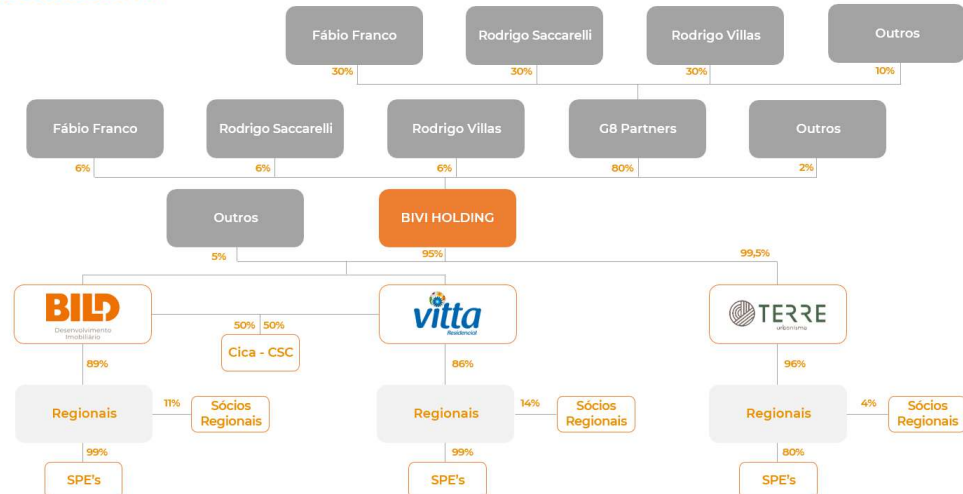 Fábio Franco
Rodrigo Saccarelli
Rodrigo Villas
Outros
30%
30%
30%
10%
Fábio Franco
Rodrigo Saccarelli
Rodrigo Villas
G8 Partners
Outros
6%
6%
6%
80%
2%
Outros
BIVI HOLDING
5%
95%
99,5%
BILD
Desenvolvimento
Imobiliário
vitta
Residencial
TERRE
urbanismo
50%
50%
Cica - CSC
89%
86%
96%
Regionais
11%
Sócios
Regionais
Regionais
14%
Sócios
Regionais
Regionais
4%
Sócios
Regionais
99%
99%
80%
SPE's
SPE's
SPE's